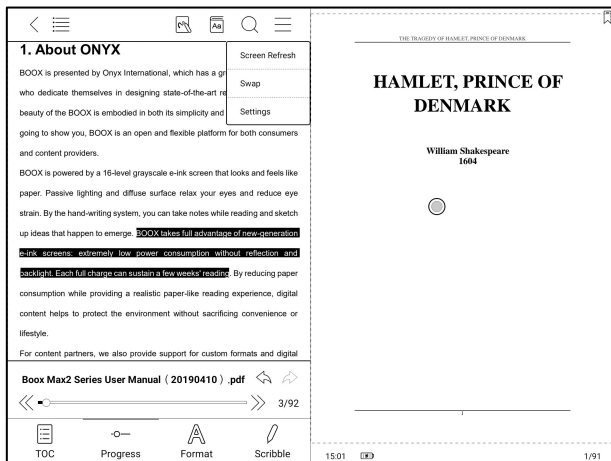 Aa
Screen Refresh
Swap
Settings
1. About ONYX
BOOX is presented by Onyx International, which has a gr
who dedicate themselves in designing state-of-the-art re
beauty of the BOOX is embodied in both its simplicity and
going to show you, BOOX is an open and flexible platform for both consumers
and content providers.
BOOX is powered by a 16-level grayscale e-ink screen that looks and feels like
paper. Passive lighting and diffuse surface relax your eyes and reduce eye
strain. By the hand-writing system, you can take notes while reading and sketch
up ideas that happen to emerge. BOOX takes full advantage of new-generation
e-ink screens: extremely low power consumption without reflection and
backlight. Each full charge can sustain a few weeks' reading. By reducing paper
consumption while providing a realistic paper-like reading experience, digital
content helps to protect the environment without sacrificing convenience or
lifestyle.
For content partners, we also provide support for custom formats and digital
Boox Max2 Series User Manual（20190410）.pdf
3/92
TOC
Progress
Format
Scribble
THE TRAGEDY OF HAMLET, PRINCE OF DENMARK
HAMLET, PRINCE OF
DENMARK
William Shakespeare
1604
1
15:01
1/91